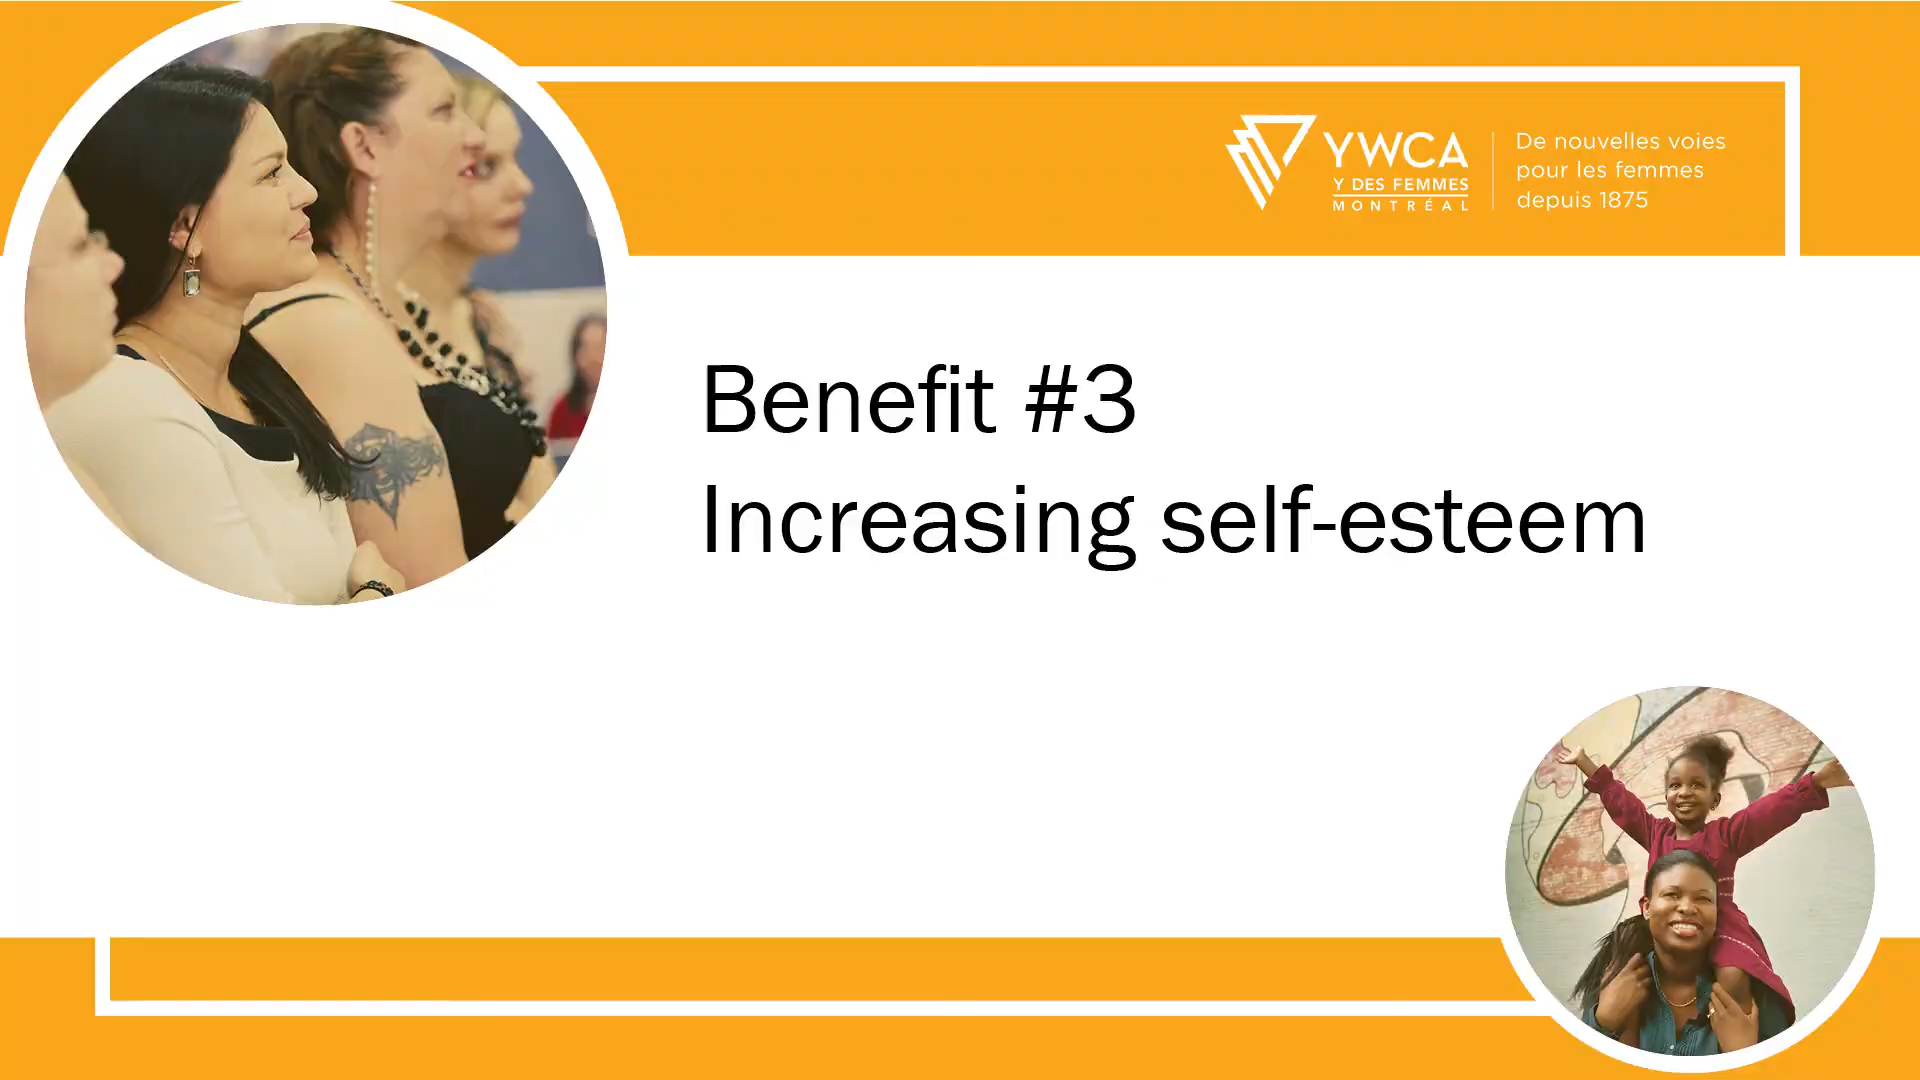 YWCA
Y DES FEMMES
MONTRÉAL
De nouvelles voies
pour les femmes
depuis 1875
Benefit #3
Increasing self-esteem